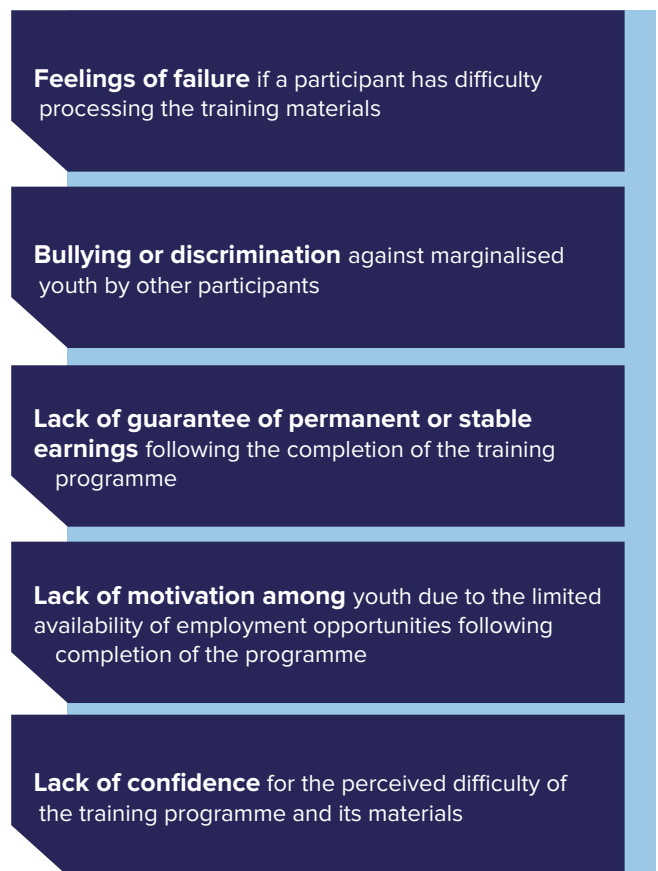 Feelings of failure if a participant has difficulty
processing the training materials
Bullying or discrimination against marginalised
youth by other participants
Lack of guarantee of permanent or stable
earnings following the completion of the training
programme
Lack of motivation among youth due to the limited
availability of employment opportunities following
completion of the programme
Lack of confidence for the perceived difficulty of
the training programme and its materials